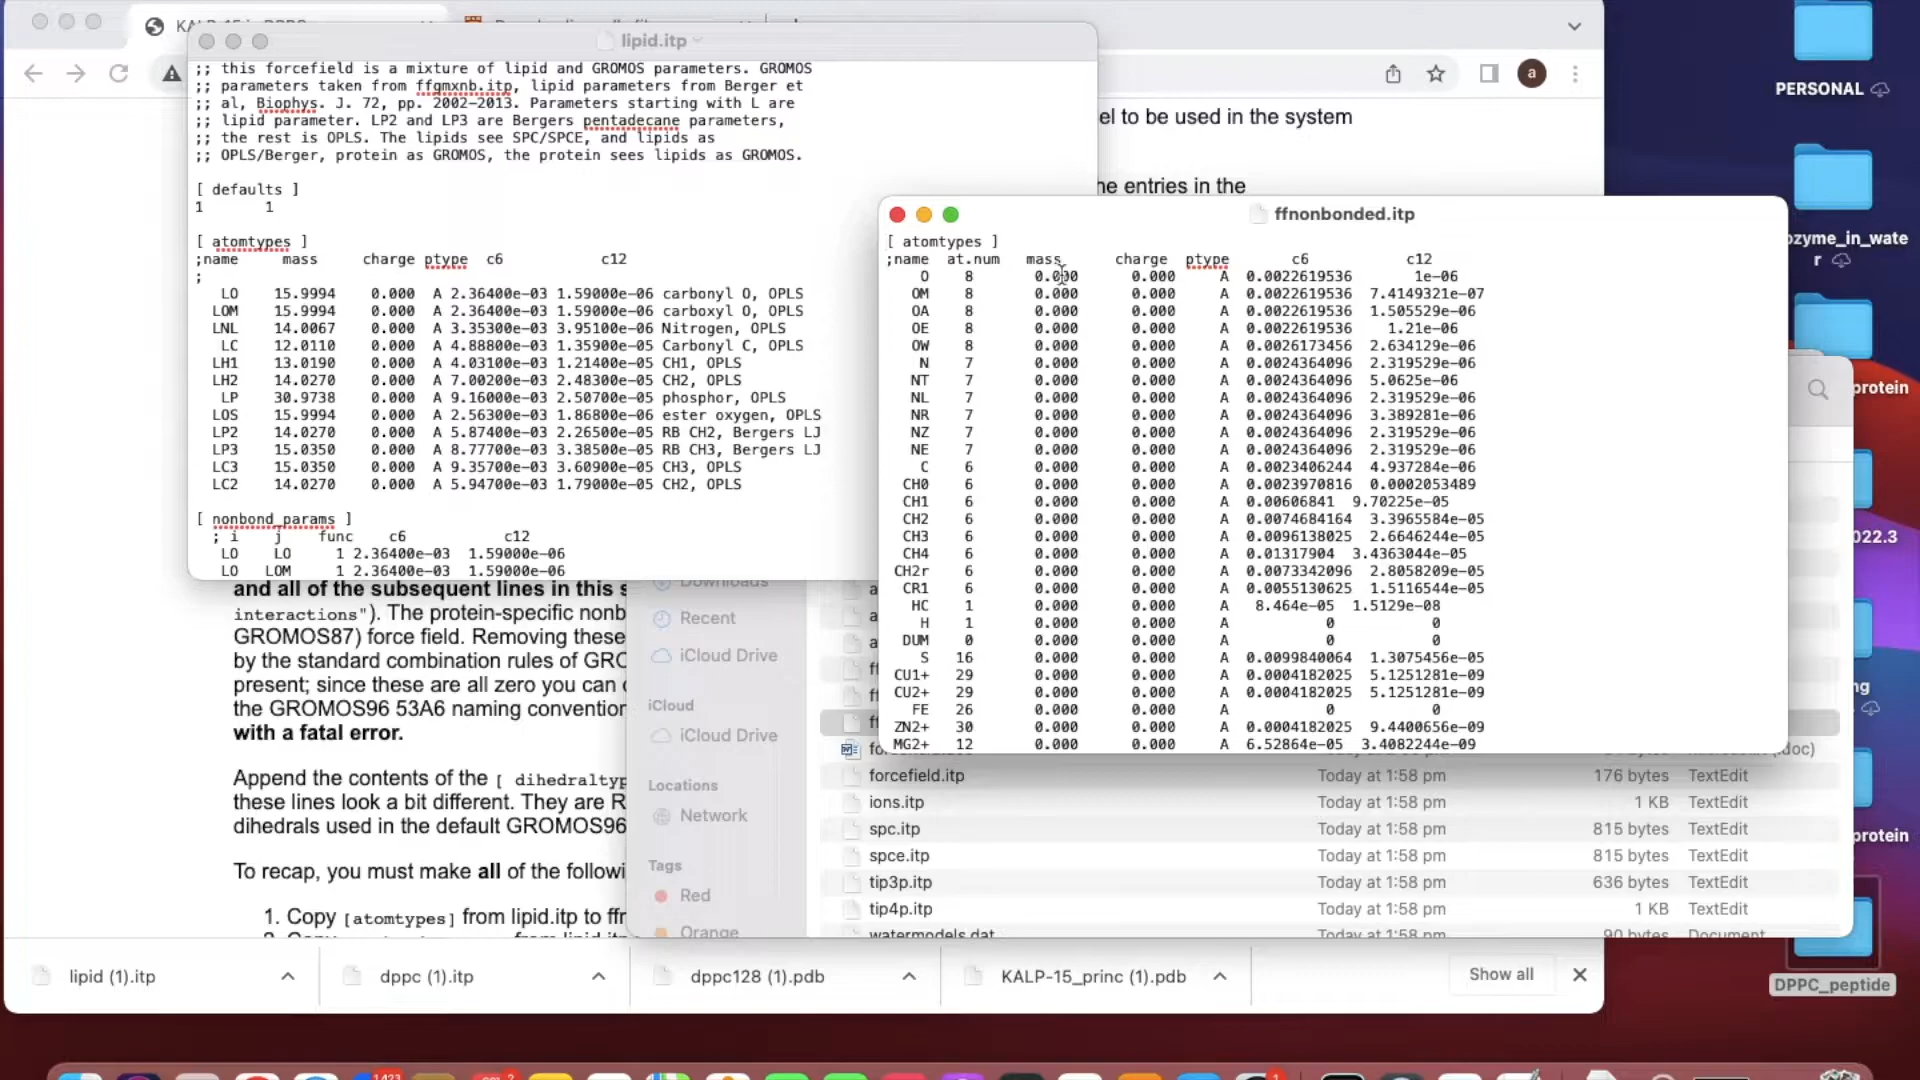 lipid.itp
;; this forcefield is a mixture of lipid and GROMOS parameters. GROMOS
;; parameters taken from ffgmxnb.itp, lipid parameters from Berger et
;; al, Biophys. J. 72, pp. 2002-2013. Parameters starting with L are
;; lipid parameter. LP2 and LP3 are Bergers pentadecane parameters,
;; the rest is OPLS. The lipids see SPC/SPCE, and lipids as
;; OPLS/Berger, protein as GROMOS, the protein sees lipids as GROMOS.
[ defaults ]
1 1
[ atomtypes ]
;name mass charge ptype c6 c12
;
LO 15.9994 0.000 A 2.36400e-03 1.59000e-06 carbonyl O, OPLS
LOM 15.9994 0.000 A 2.36400e-03 1.59000e-06 carboxyl O, OPLS
LNL 14.0067 0.000 A 3.35300e-03 3.95100e-06 Nitrogen, OPLS
LC 12.0110 0.000 A 4.88800e-03 1.35900e-05 Carbonyl C, OPLS
LH1 13.0190 0.000 A 4.03100e-03 1.21400e-05 CH1, OPLS
LH2 14.0270 0.000 A 7.00200e-03 2.48300e-05 CH2, OPLS
LP 30.9738 0.000 A 9.16000e-03 2.50700e-05 phosphor, OPLS
LOS 15.9994 0.000 A 2.56300e-03 1.86800e-06 ester oxygen, OPLS
LP2 14.0270 0.000 A 5.87400e-03 2.26500e-05 RB CH2, Bergers LJ
LP3 15.0350 0.000 A 8.77700e-03 3.38500e-05 RB CH3, Bergers LJ
LC3 15.0350 0.000 A 9.35700e-03 3.60900e-05 CH3, OPLS
LC2 14.0270 0.000 A 5.94700e-03 1.79000e-05 CH2, OPLS
[ nonbond_params ]
; i j func c6 c12
LO LO 1 2.36400e-03 1.59000e-06
LO LOM 1 2.36400e-03 1.59000e-06
a
el to be used in the system
he entries in the
ffnonbonded.itp
[ atomtypes ]
;name at.num mass charge ptype c6 c12
O 8 0.000 0.000 A 0.0022619536 1e-06
OM 8 0.000 0.000 A 0.0022619536 7.4149321e-07
OA 8 0.000 0.000 A 0.0022619536 1.505529e-06
OE 8 0.000 0.000 A 0.0022619536 1.21e-06
OW 8 0.000 0.000 A 0.0026173456 2.634129e-06
N 7 0.000 0.000 A 0.0024364096 2.319529e-06
NT 7 0.000 0.000 A 0.0024364096 5.0625e-06
NL 7 0.000 0.000 A 0.0024364096 2.319529e-06
NR 7 0.000 0.000 A 0.0024364096 3.389281e-06
NZ 7 0.000 0.000 A 0.0024364096 2.319529e-06
NE 7 0.000 0.000 A 0.0024364096 2.319529e-06
C 6 0.000 0.000 A 0.0023406244 4.937284e-06
CH0 6 0.000 0.000 A 0.0023970816 0.0002053489
CH1 6 0.000 0.000 A 0.00606841 9.70225e-05
CH2 6 0.000 0.000 A 0.0074684164 3.3965584e-05
CH3 6 0.000 0.000 A 0.0096138025 2.6646244e-05
CH4 6 0.000 0.000 A 0.01317904 3.4363044e-05
CH2r 6 0.000 0.000 A 0.0073342096 2.8058209e-05
CR1 6 0.000 0.000 A 0.0055130625 1.5116544e-05
HC 1 0.000 0.000 A 8.464e-05 1.5129e-08
H 1 0.000 0.000 A 0 0
DUM 0 0.000 0.000 A 0 0
S 16 0.000 0.000 A 0.0099840064 1.3075456e-05
CU1+ 29 0.000 0.000 A 0.0004182025 5.1251281e-09
CU2+ 29 0.000 0.000 A 0.0004182025 5.1251281e-09
FE 26 0.000 0.000 A 0 0
ZN2+ 30 0.000 0.000 A 0.0004182025 9.4400656e-09
MG2+ 12 0.000 0.000 A 6.52864e-05 3.4082244e-09
and all of the subsequent lines in this s
interactions"). The protein-specific nonb
GROMOS87) force field. Removing these
by the standard combination rules of GRO
present; since these are all zero you can
the GROMOS96 53A6 naming convention
with a fatal error.
Append the contents of the [ dihedraltyp
these lines look a bit different. They are R
dihedrals used in the default GROMOS96
To recap, you must make all of the followi
1. Copy [atomtypes] from lipid.itp to ffr
Downloads
Recent
iCloud Drive
iCloud
iCloud Drive
Locations
Network
Tags
Red
Orange
doc)
forcefield.itp Today at 1:58 pm 176 bytes TextEdit
ions.itp Today at 1:58 pm 1 KB TextEdit
spc.itp Today at 1:58 pm 815 bytes TextEdit
spce.itp Today at 1:58 pm 815 bytes TextEdit
tip3p.itp Today at 1:58 pm 636 bytes TextEdit
tip4p.itp Today at 1:58 pm 1 KB TextEdit
watermodels.dat Today at 1:58 pm 90 bytes Document
lipid (1).itp
dppc (1).itp
dppc128 (1).pdb
KALP-15_princ (1).pdb
Show all
PERSONAL
ozyme_in_wate
r
protein
022.3
ng
protein
DPPC_peptide
1423
2
1